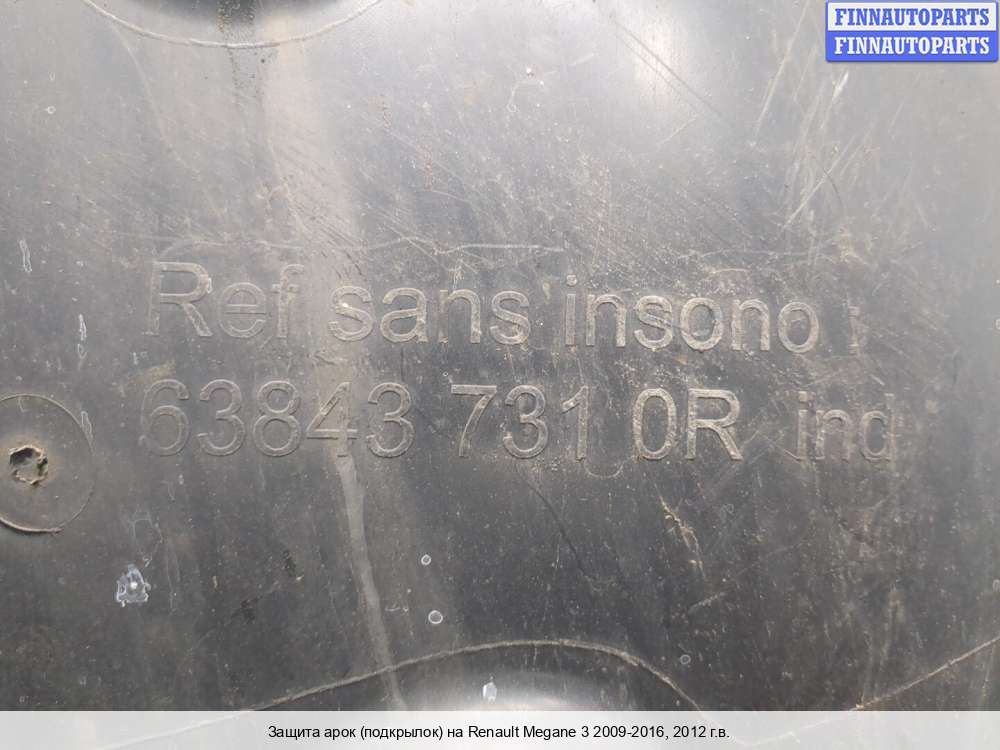 FINNAUTOPARTS
FINNAUTOPARTS
Ref sans insono i
63843 731 0R ind
Защита арок (подкрылок) на Renault Megane 3 2009-2016, 2012 г.в.